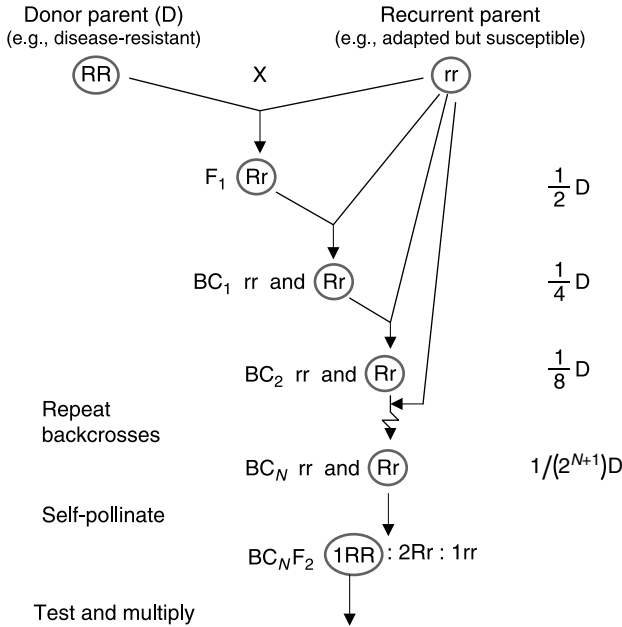 Donor parent (D) Recurrent parent
(e.g., disease-resistant) (e.g., adapted but susceptible)
RR X rr
F₁ Rr 1/2 D
BC₁ rr and Rr 1/4 D
BC₂ rr and Rr 1/8 D
Repeat
backcrosses
BC_N rr and Rr 1/(2^{N+1})D
Self-pollinate
BC_NF₂ 1RR : 2Rr : 1rr
Test and multiply